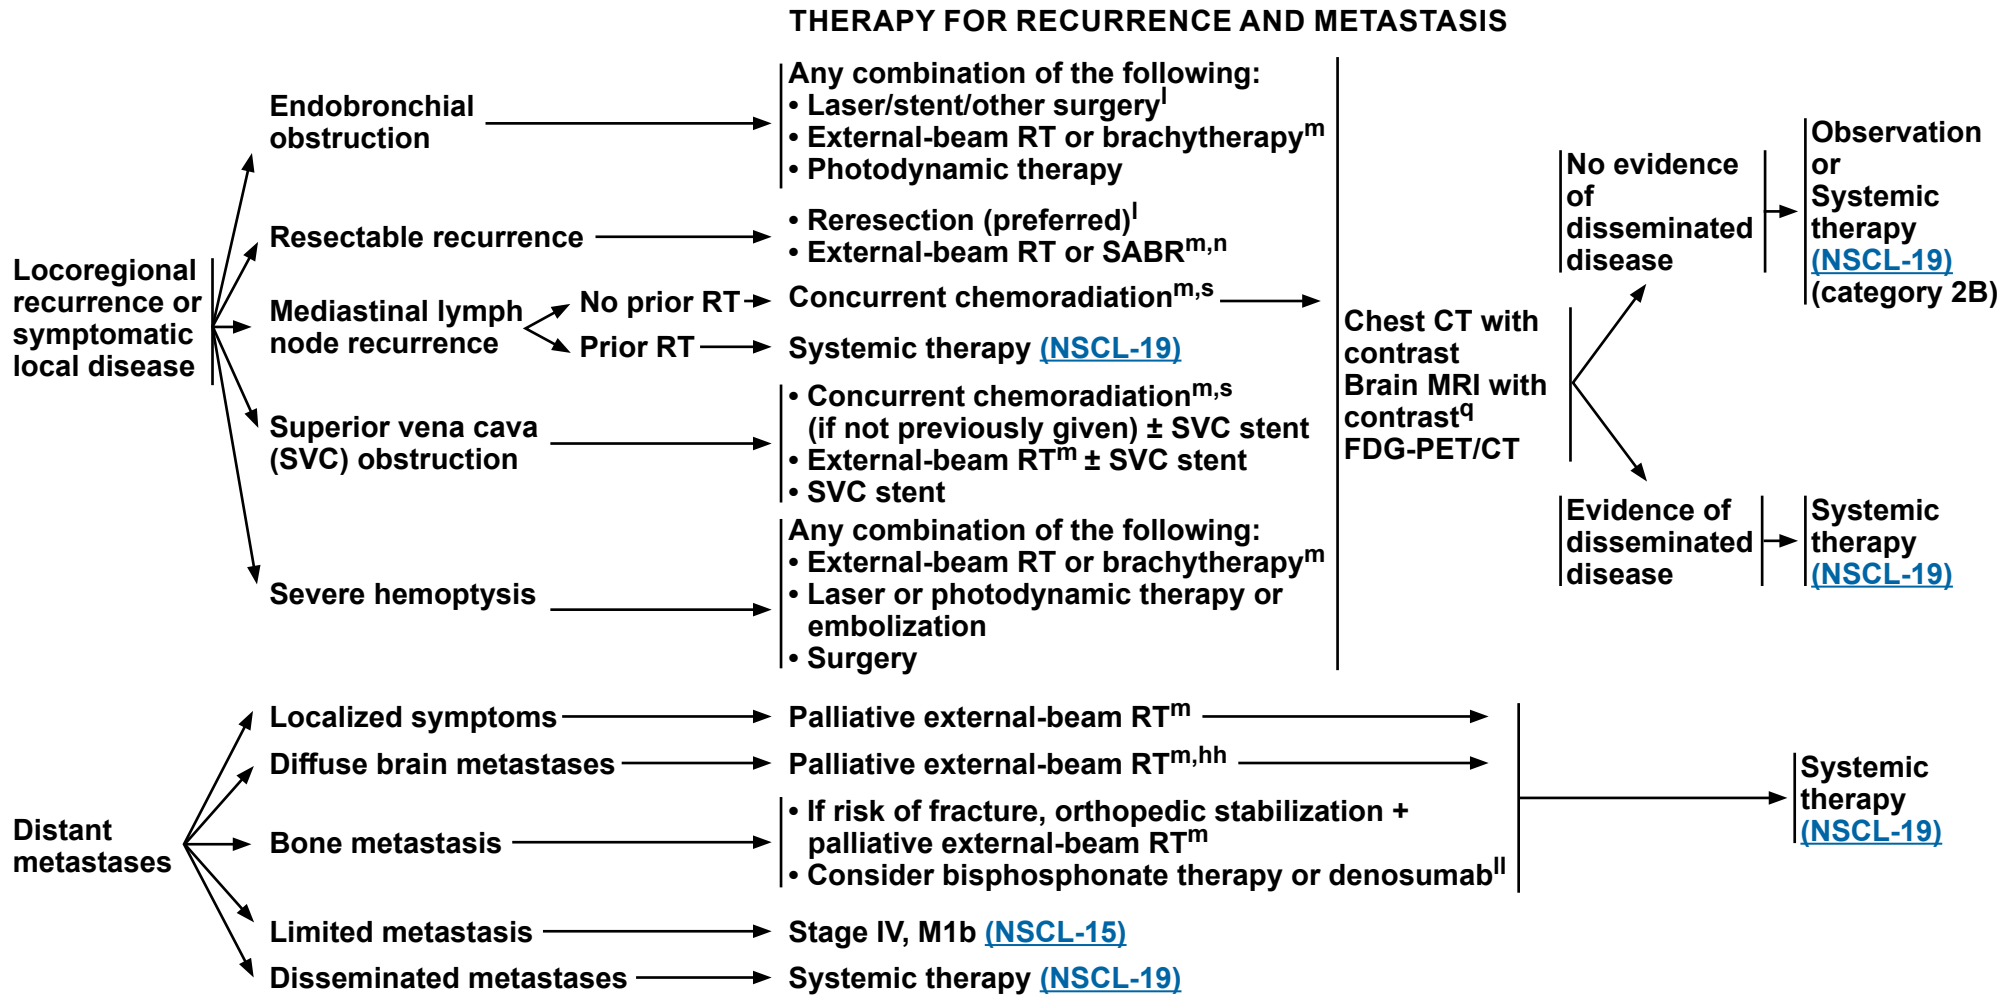 THERAPY FOR RECURRENCE AND METASTASIS
Locoregional
recurrence or
symptomatic
local disease
Endobronchial
obstruction
Any combination of the following:
• Laser/stent/other surgeryˡ
• External-beam RT or brachytherapyᵐ
• Photodynamic therapy
Resectable recurrence
• Reresection (preferred)ˡ
• External-beam RT or SABRᵐ,ⁿ
Mediastinal lymph
node recurrence
No prior RT
Concurrent chemoradiationᵐ,ˢ
Prior RT
Systemic therapy (NSCL-19)
Superior vena cava
(SVC) obstruction
• Concurrent chemoradiationᵐ,ˢ
(if not previously given) ± SVC stent
• External-beam RTᵐ ± SVC stent
• SVC stent
Severe hemoptysis
Any combination of the following:
• External-beam RT or brachytherapyᵐ
• Laser or photodynamic therapy or
embolization
• Surgery
Chest CT with
contrast
Brain MRI with
contrast^q
FDG-PET/CT
No evidence
of
disseminated
disease
Observation
or
Systemic
therapy
(NSCL-19)
(category 2B)
Evidence of
disseminated
disease
Systemic
therapy
(NSCL-19)
Distant
metastases
Localized symptoms
Palliative external-beam RTᵐ
Diffuse brain metastases
Palliative external-beam RTᵐ,ʰʰ
Bone metastasis
• If risk of fracture, orthopedic stabilization +
palliative external-beam RTᵐ
• Consider bisphosphonate therapy or denosumabˡˡ
Systemic
therapy
(NSCL-19)
Limited metastasis
Stage IV, M1b (NSCL-15)
Disseminated metastases
Systemic therapy (NSCL-19)